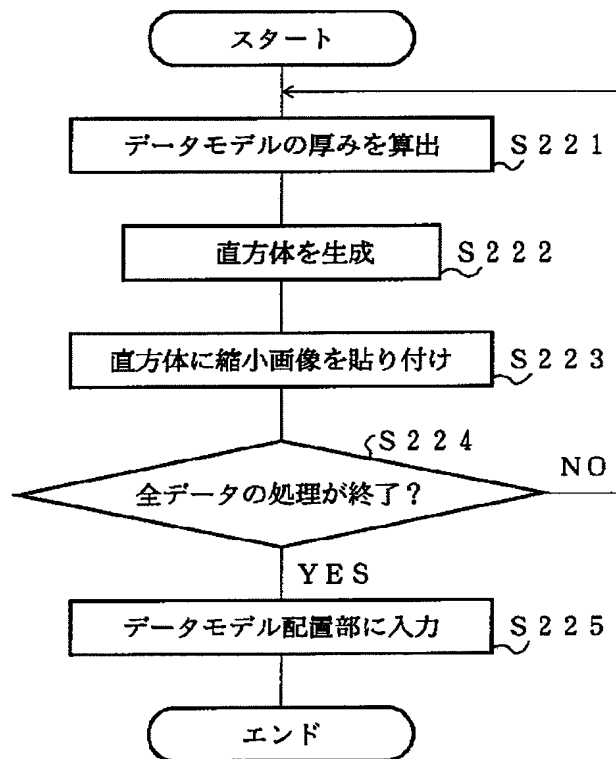 スタート
データモデルの厚みを算出 S221
直方体を生成 S222
直方体に縮小画像を貼り付け S223
S224
全データの処理が終了？ NO
YES
データモデル配置部に入力 S225
エンド